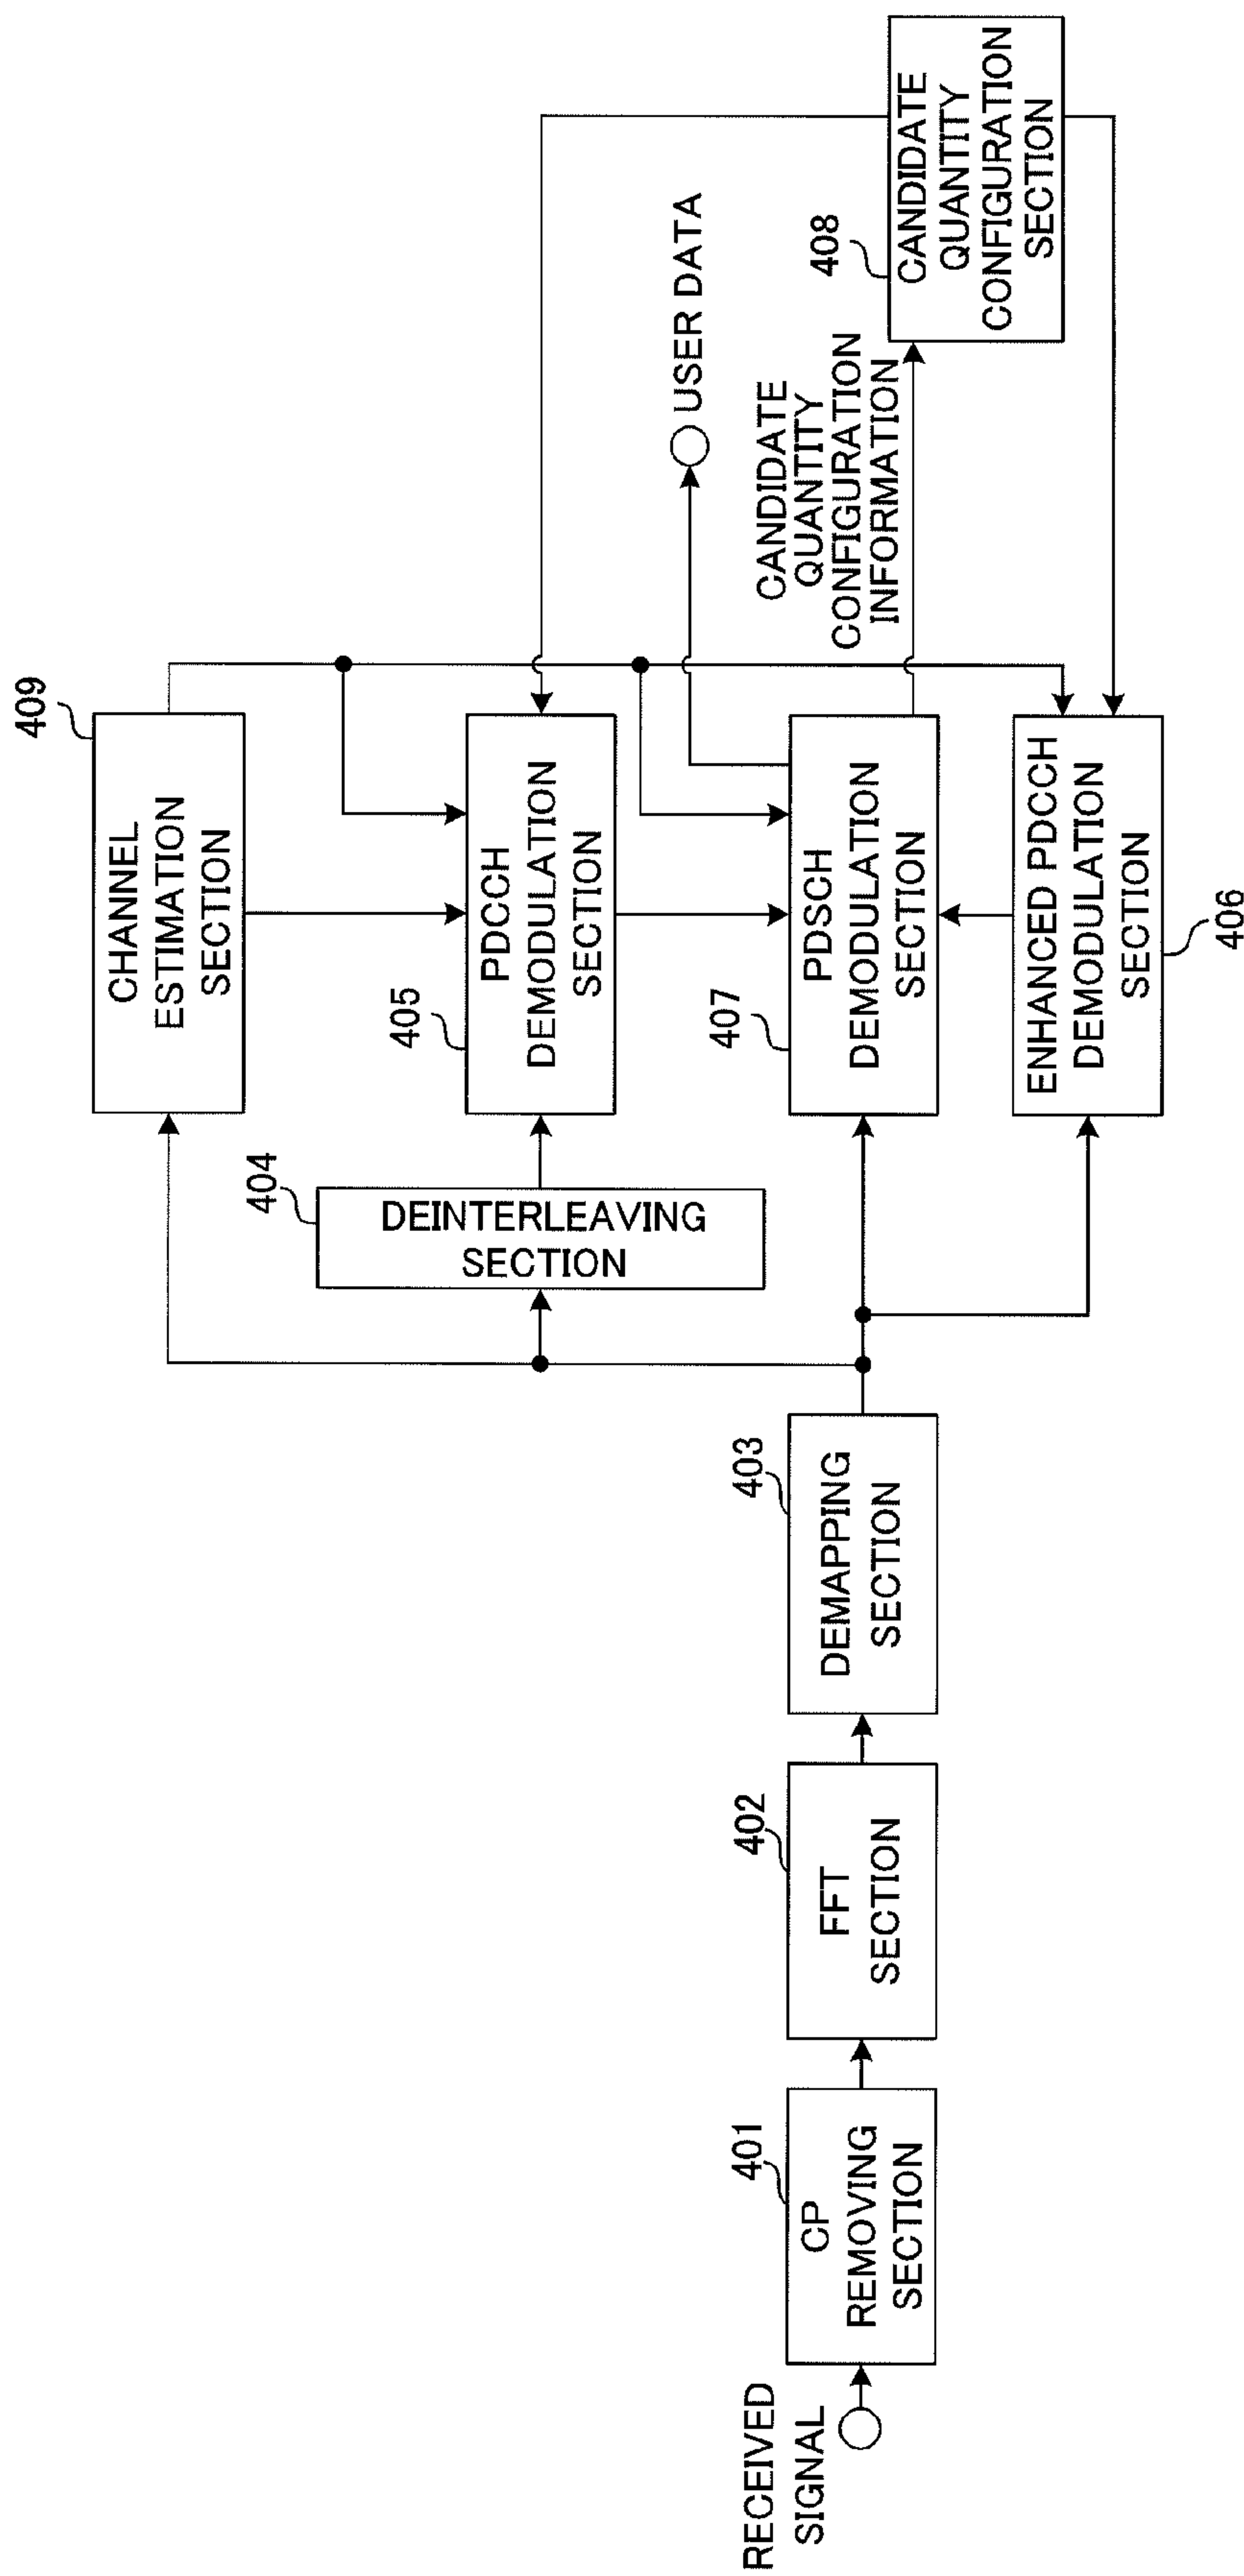 RECEIVED
SIGNAL
401
CP
REMOVING
SECTION
402
FFT
SECTION
403
DEMAPPING
SECTION
404
DEINTERLEAVING
SECTION
409
CHANNEL
ESTIMATION
SECTION
405
PDCCH
DEMODULATION
SECTION
407
PDSCH
DEMODULATION
SECTION
ENHANCED PDCCH
DEMODULATION
SECTION
406
USER DATA
CANDIDATE
QUANTITY
CONFIGURATION
INFORMATION
408
CANDIDATE
QUANTITY
CONFIGURATION
SECTION